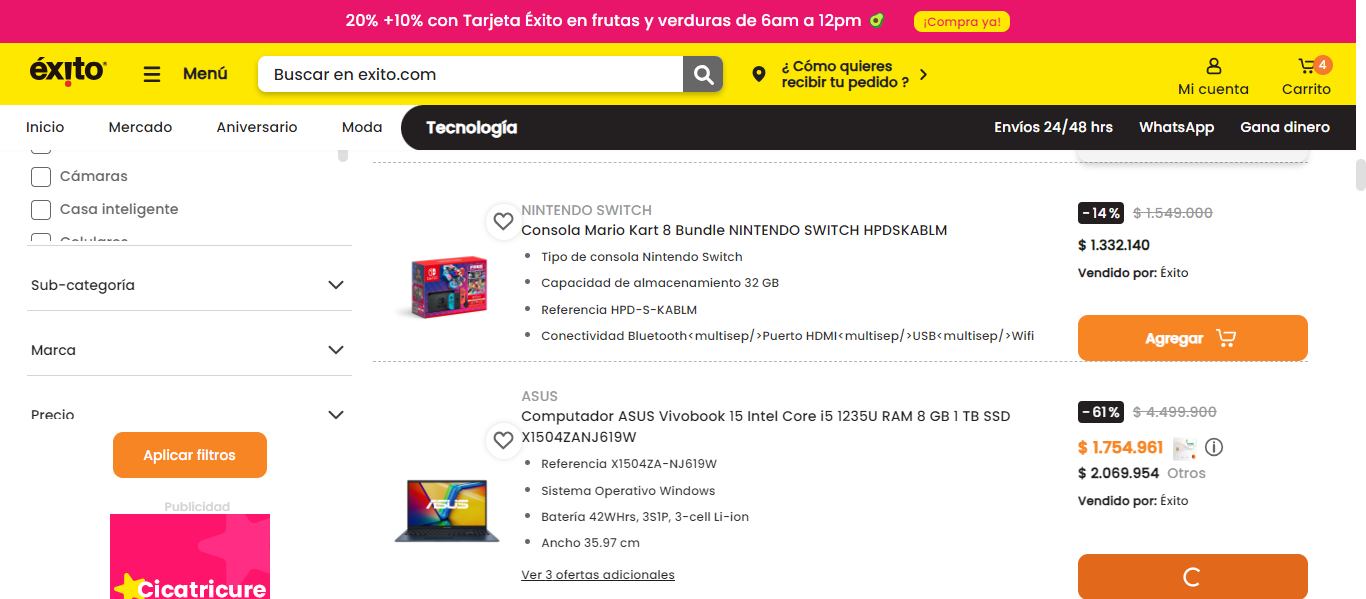 20% +10% con Tarjeta Éxito en frutas y verduras de 6am a 12pm
¡Compra ya!
éxito
Menú
Buscar en exito.com
¿ Cómo quieres
recibir tu pedido ?
Mi cuenta
4
Carrito
Inicio
Mercado
Aniversario
Moda
Tecnología
Envíos 24/48 hrs
WhatsApp
Gana dinero
Cámaras
Casa inteligente
Celulares
Sub-categoría
Marca
Precio
Aplicar filtros
Publicidad
Cicatricure
NINTENDO SWITCH
Consola Mario Kart 8 Bundle NINTENDO SWITCH HPDSKABLM
Tipo de consola Nintendo Switch
Capacidad de almacenamiento 32 GB
Referencia HPD-S-KABLM
Conectividad Bluetooth<multisep/>Puerto HDMI<multisep/>USB<multisep/>Wifi
-14% $ 1.549.000
$ 1.332.140
Vendido por: Éxito
Agregar
ASUS
Computador ASUS Vivobook 15 Intel Core i5 1235U RAM 8 GB 1 TB SSD
X1504ZANJ619W
Referencia X1504ZA-NJ619W
Sistema Operativo Windows
Batería 42WHrs, 3S1P, 3-cell Li-ion
Ancho 35.97 cm
Ver 3 ofertas adicionales
ASUS
-61% $ 4.499.900
$ 1.754.961
$ 2.069.954 Otros
Vendido por: Éxito